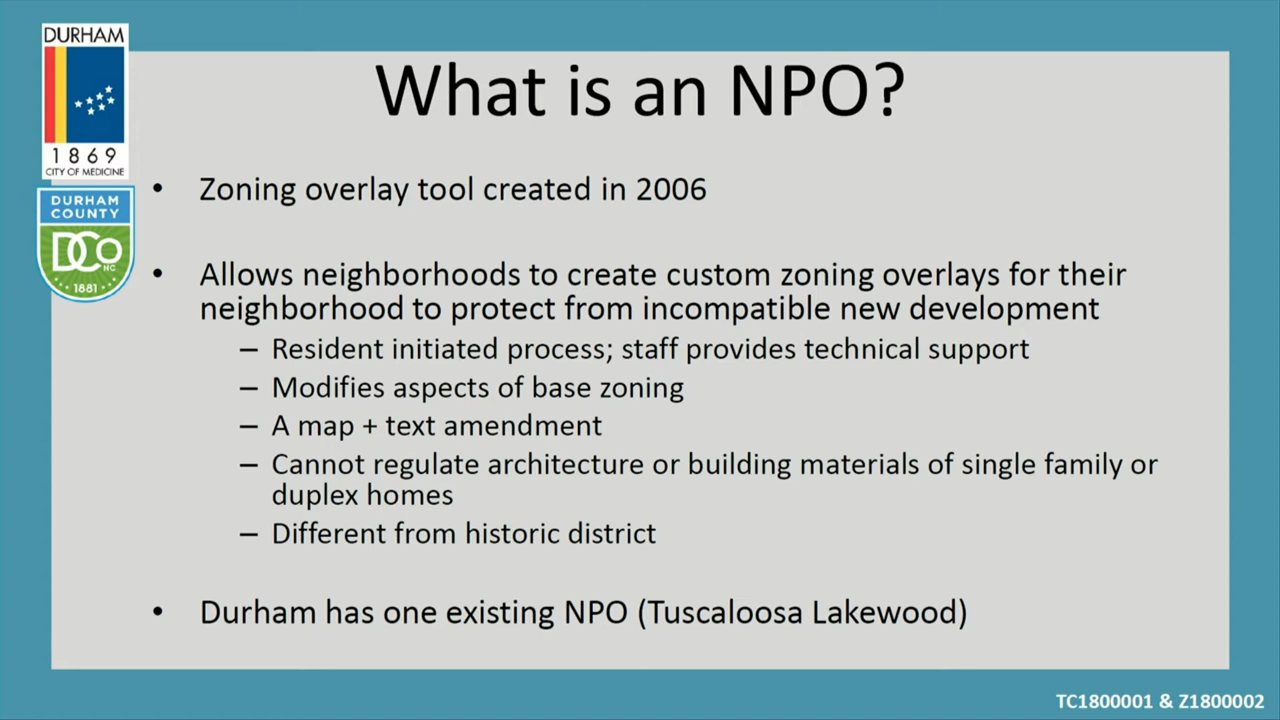 DURHAM
1869
CITY OF MEDICINE
DURHAM
COUNTY
DCO
NC
1881
What is an NPO?
• Zoning overlay tool created in 2006
• Allows neighborhoods to create custom zoning overlays for their
neighborhood to protect from incompatible new development
– Resident initiated process; staff provides technical support
– Modifies aspects of base zoning
– A map + text amendment
– Cannot regulate architecture or building materials of single family or
duplex homes
– Different from historic district
• Durham has one existing NPO (Tuscaloosa Lakewood)
TC1800001 & Z1800002